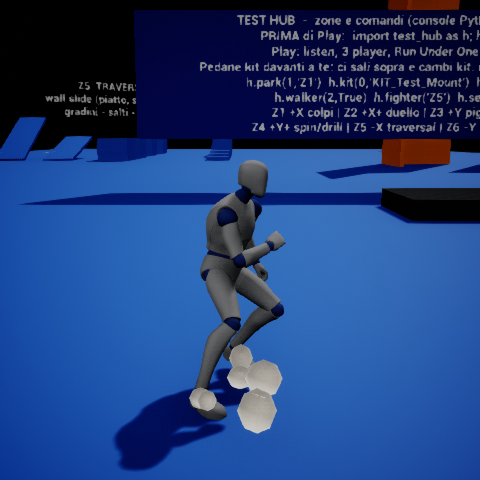 TEST HUB - zone e comandi (console Pyt
PRIMA di Play: import test_hub as h; h
Play: listen, 3 player, Run Under One
Pedane kit davanti a te: ci sali sopra e cambi kit.
h.park(1,'Z1') h.kit(0,'KIT_Test_Mount') h
h.walker(2,True) h.fighter('Z5') h.se
Z1 +X colpi | Z2 +X+ duello | Z3 +Y pig
Z4 +Y+ spin/drill | Z5 -X traversal | Z6 -Y
Z5 TRAVERS
wall slide (piatto, s
gradini - salti -